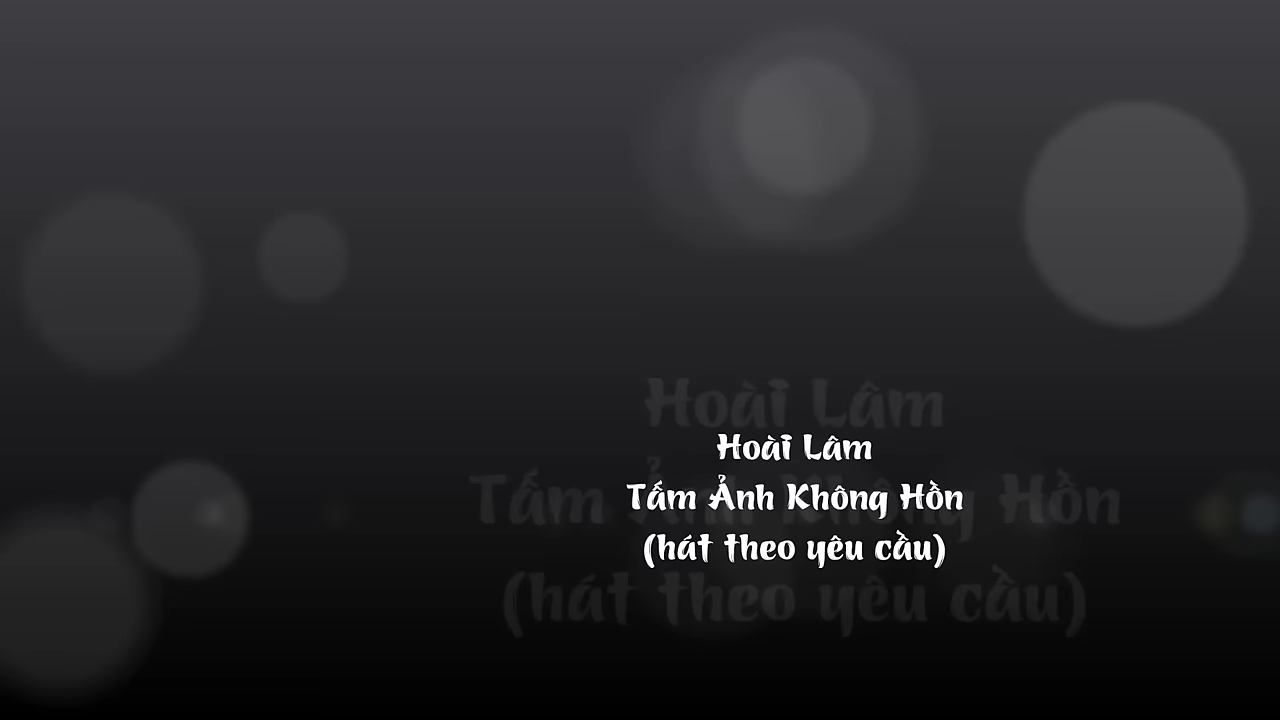 Hoài Lâm
Tấm Ảnh Không Hồn
(hát theo yêu cầu)